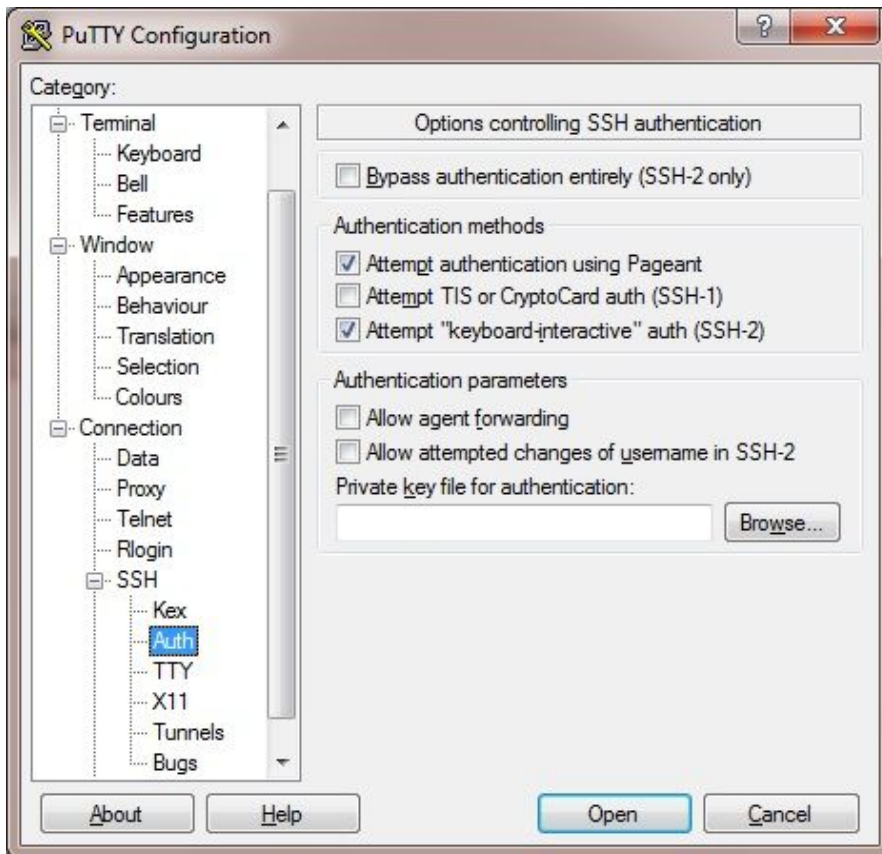 PuTTY Configuration
Category:
Terminal
Keyboard
Bell
Features
Window
Appearance
Behaviour
Translation
Selection
Colours
Connection
Data
Proxy
Telnet
Rlogin
SSH
Kex
Auth
TTY
X11
Tunnels
Bugs
Options controlling SSH authentication
Bypass authentication entirely (SSH-2 only)
Authentication methods
Attempt authentication using Pageant
Attempt TIS or CryptoCard auth (SSH-1)
Attempt "keyboard-interactive" auth (SSH-2)
Authentication parameters
Allow agent forwarding
Allow attempted changes of username in SSH-2
Private key file for authentication:
Browse...
About
Help
Open
Cancel